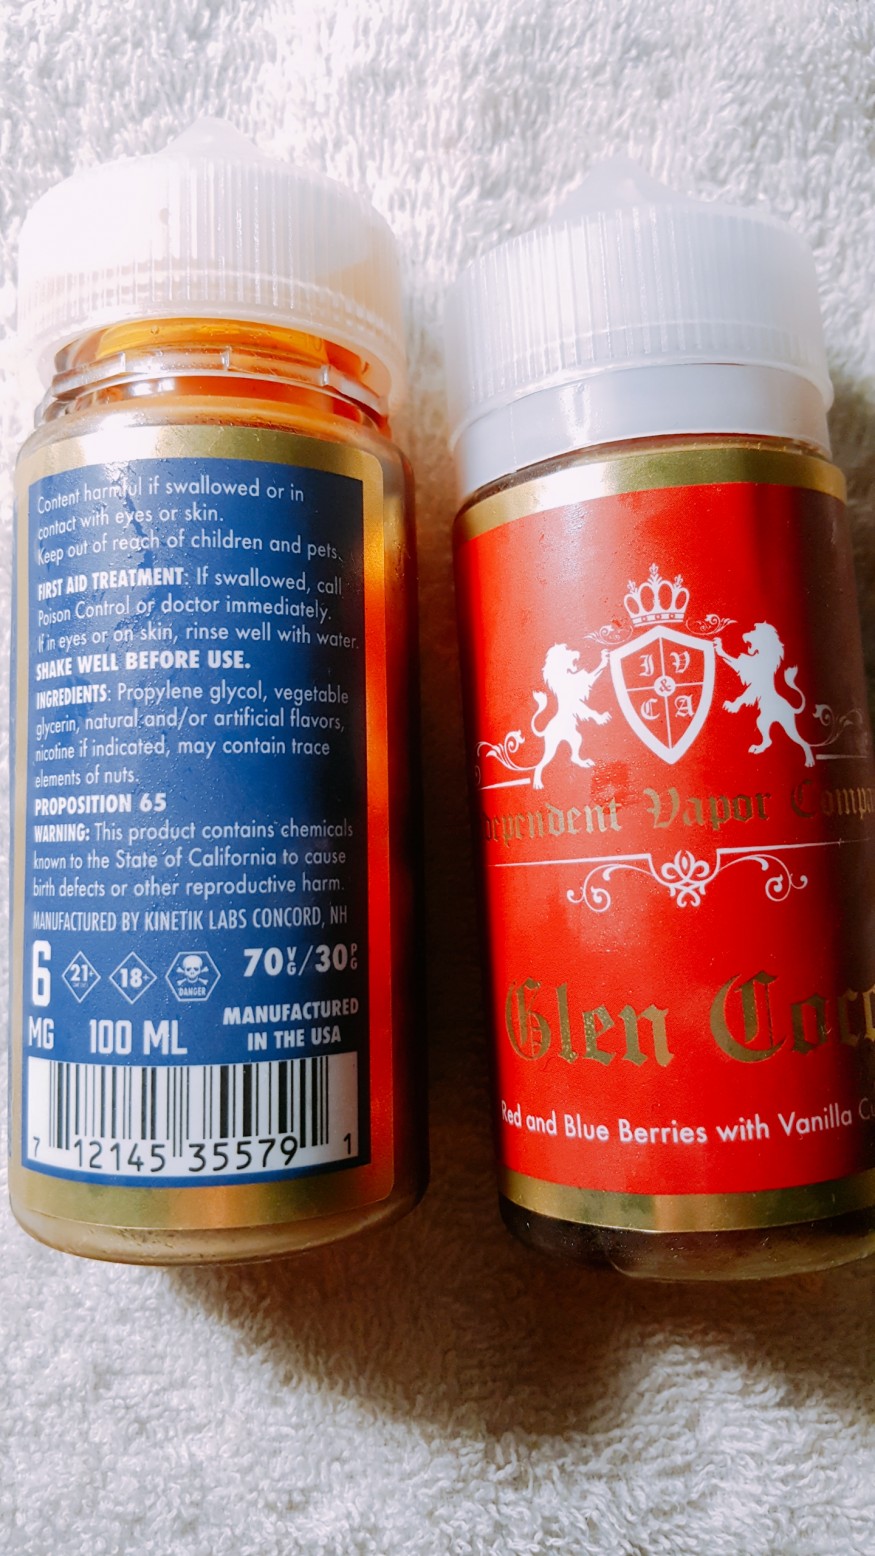 Content harmful if swallowed or in
contact with eyes or skin.
Keep out of reach of children and pets.
FIRST AID TREATMENT: If swallowed, call
Poison Control or doctor immediately.
If in eyes or on skin, rinse well with water.
SHAKE WELL BEFORE USE.
INGREDIENTS: Propylene glycol, vegetable
glycerin, natural and/or artificial flavors,
nicotine if indicated, may contain trace
elements of nuts.
PROPOSITION 65
WARNING: This product contains chemicals
known to the State of California to cause
birth defects or other reproductive harm.
MANUFACTURED BY KINETIK LABS CONCORD, NH
6
MG
21+
18+
DANGER
70VG/30PG
100 ML
MANUFACTURED
IN THE USA
7 12145 35579 1
I V
&
C A
Vapor
Glen
Red and Blue Berries with Vanilla